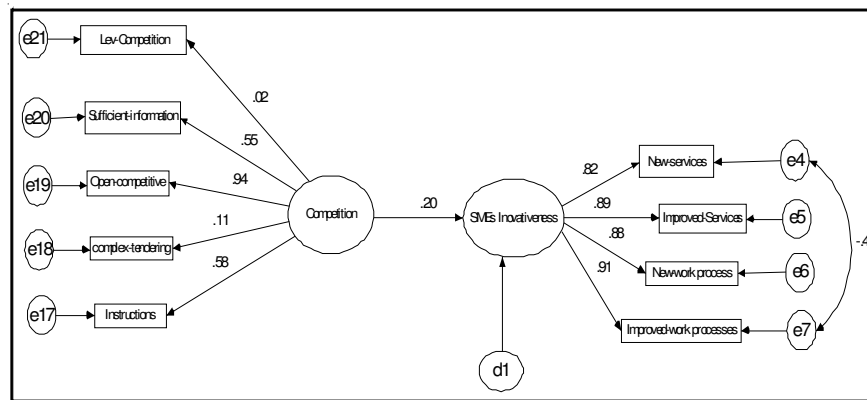 e21
Lev-Competition
.02
e20
Sufficient-information
.55
e19
Open-competitive
.94
e18
complex-tendering
.11
e17
Instructions
.58
Competition
.20
SMEs Inovativeness
d1
.82
New-services
e4
.89
Improved-Services
e5
.88
New-work process
e6
.91
Improved-work processes
e7
-.4